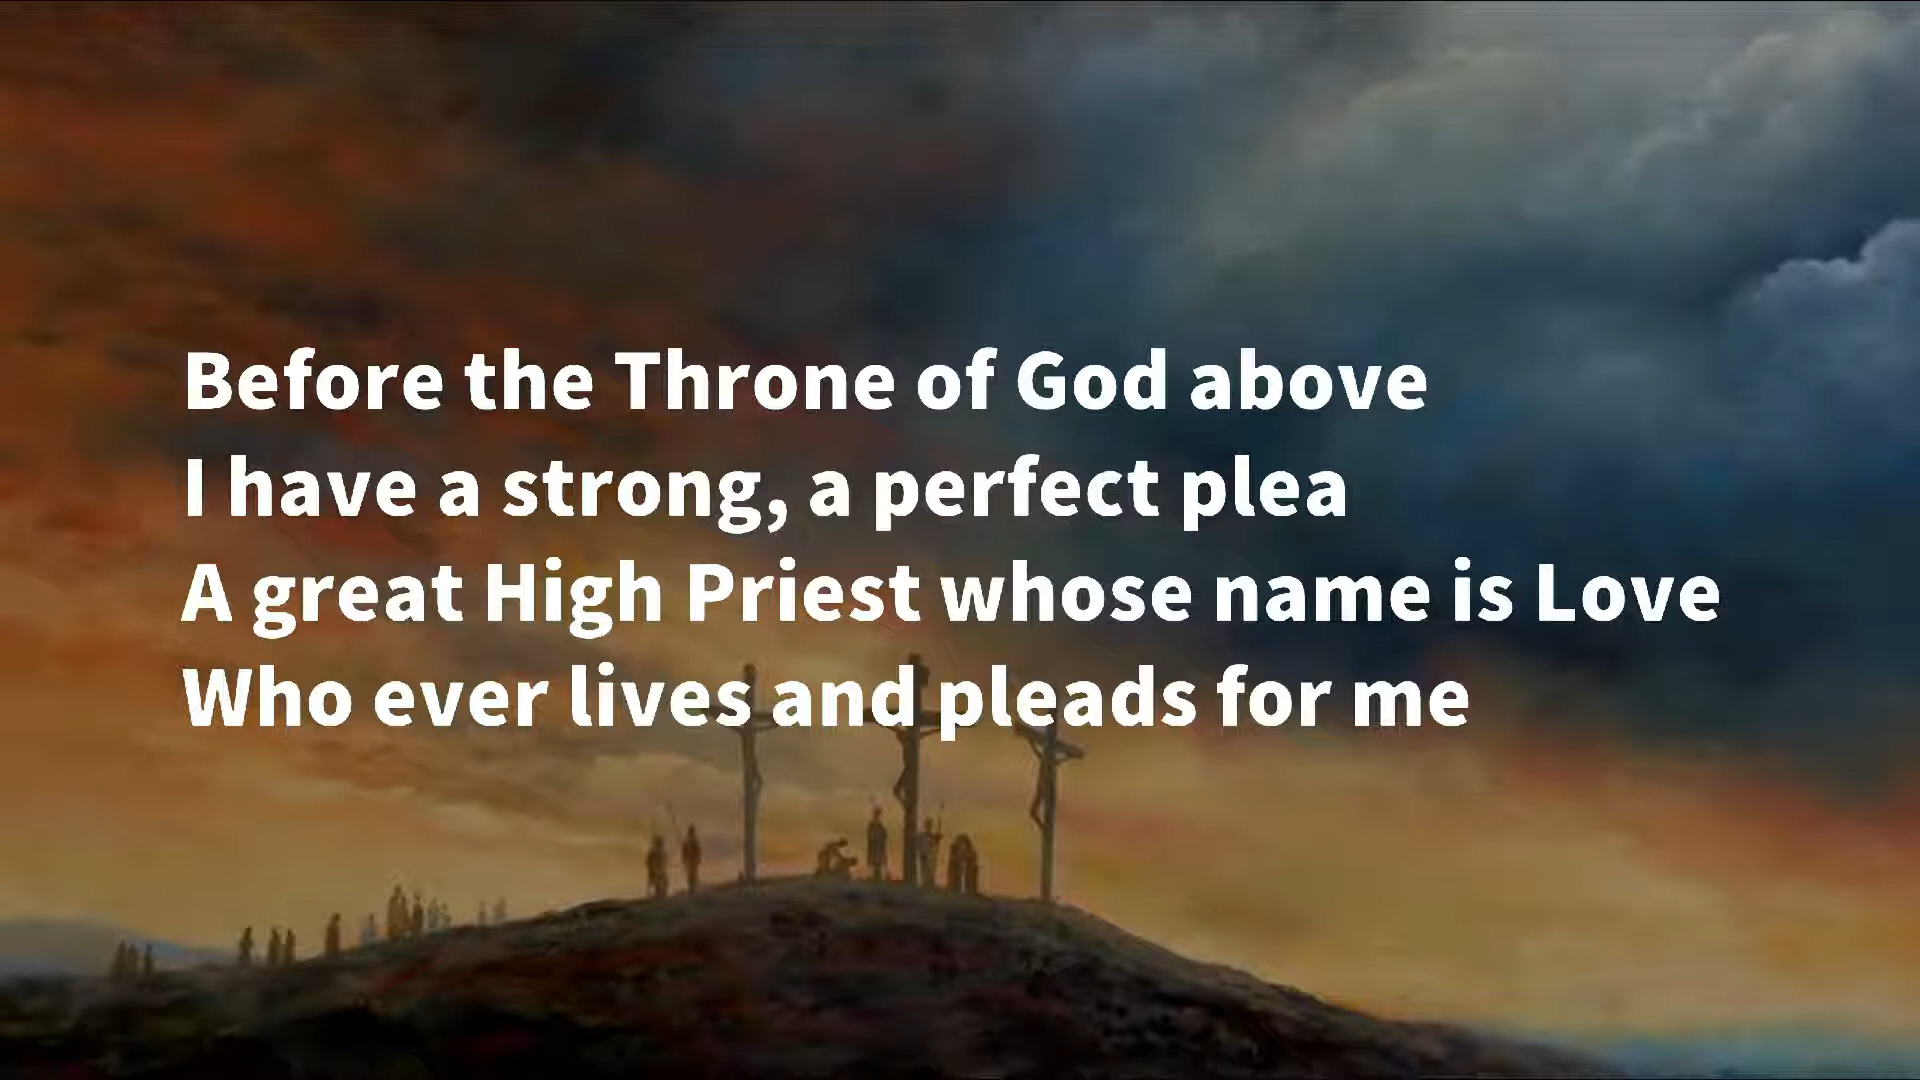 Before the Throne of God above
I have a strong, a perfect plea
A great High Priest whose name is Love
Who ever lives and pleads for me